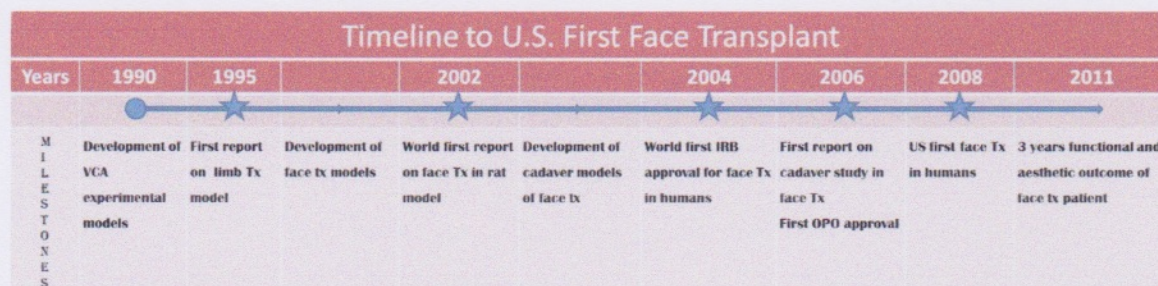 Timeline to U.S. First Face Transplant
Years 1990 1995 2002 2004 2006 2008 2011
MILESTONES
Development of
VCA
experimental
models
First report
on limb Tx
model
Development of
face tx models
World first report
on face Tx in rat
model
Development of
cadaver models
of face tx
World first IRB
approval for face Tx
in humans
First report on
cadaver study in
face Tx
First OPO approval
US first face Tx
in humans
3 years functional and
aesthetic outcome of
face tx patient